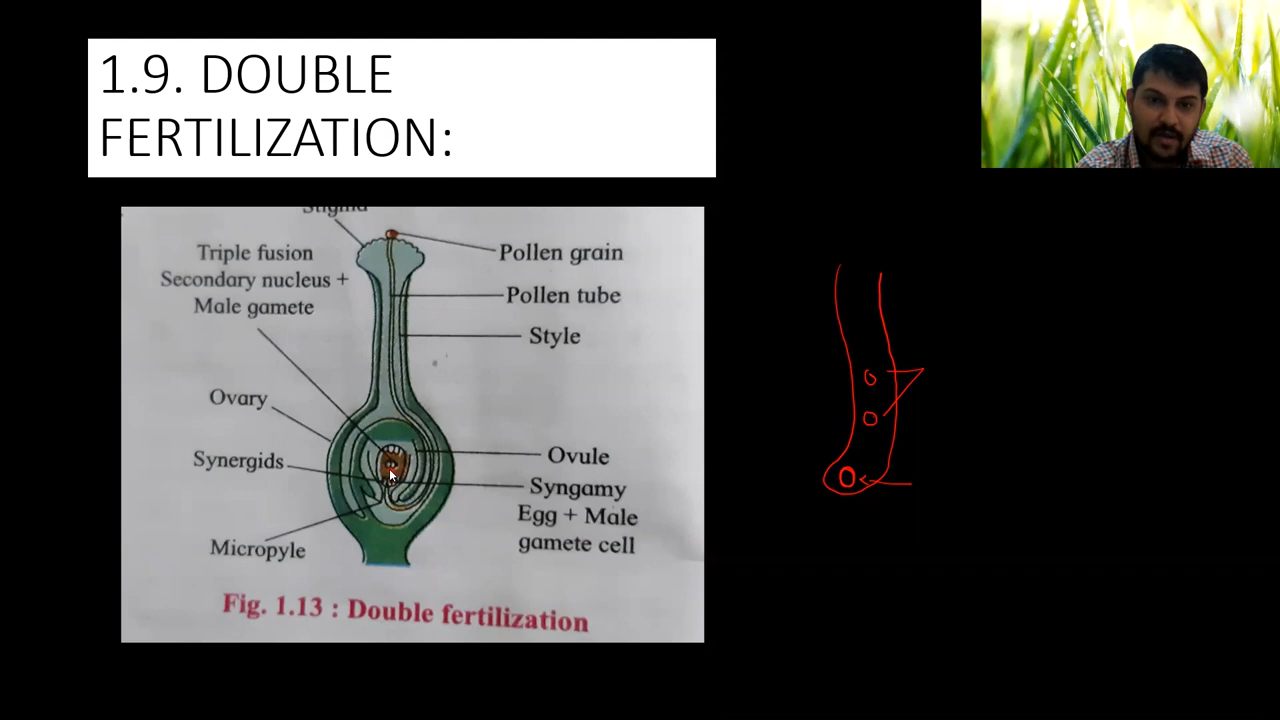 1.9. DOUBLE
FERTILIZATION:
Stigma
Triple fusion
Secondary nucleus +
Male gamete
Pollen grain
Pollen tube
Style
Ovary
Synergids
Micropyle
Ovule
Syngamy
Egg + Male
gamete cell
Fig. 1.13 : Double fertilization